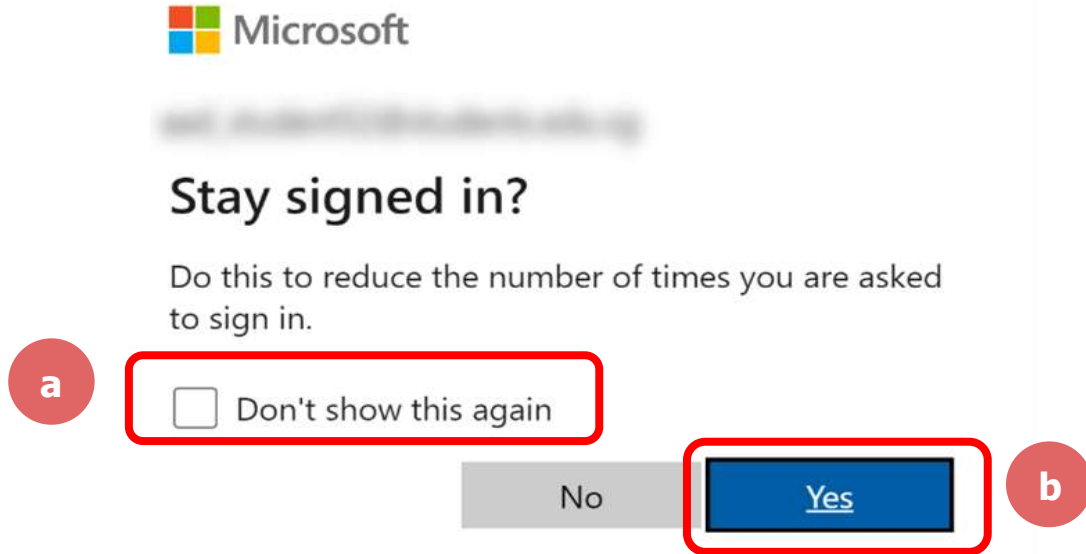 Microsoft
Stay signed in?
Do this to reduce the number of times you are asked
to sign in.
a
Don't show this again
No
Yes
b